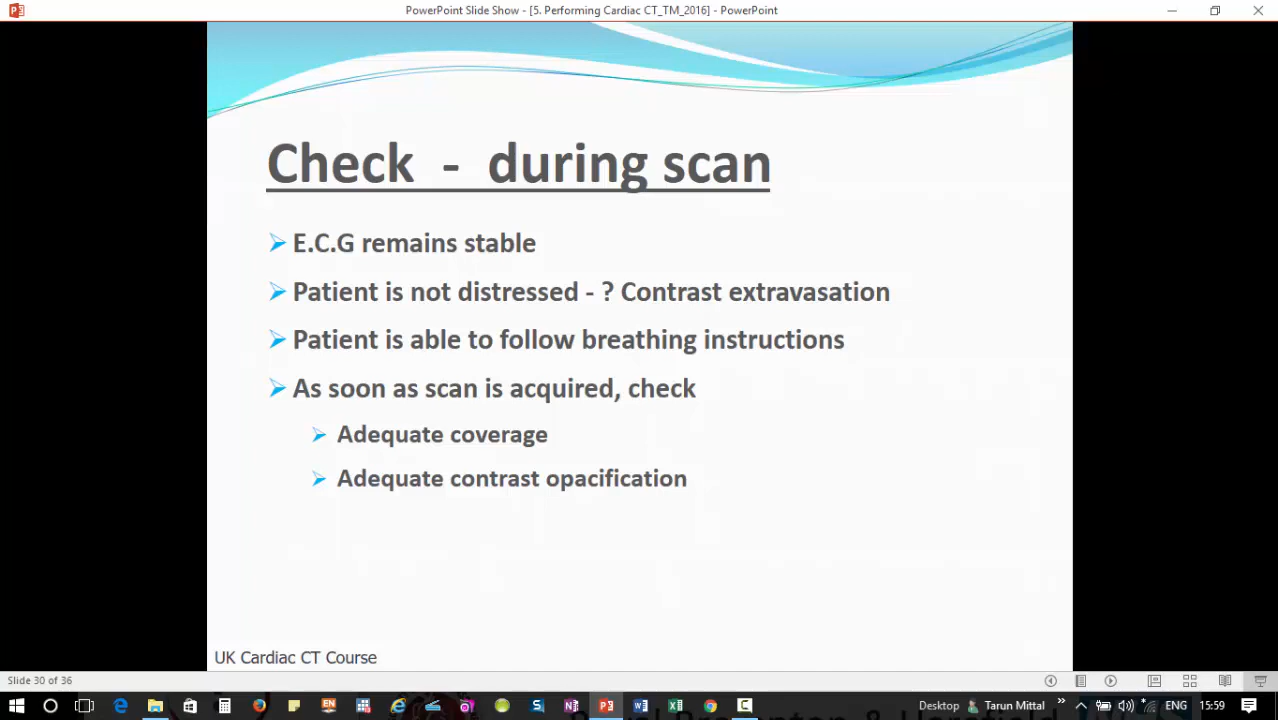 PowerPoint Slide Show - [5. Performing Cardiac CT_TM_2016] - PowerPoint
Check - during scan
E.C.G remains stable
Patient is not distressed - ? Contrast extravasation
Patient is able to follow breathing instructions
As soon as scan is acquired, check
Adequate coverage
Adequate contrast opacification
UK Cardiac CT Course
Slide 30 of 36
Desktop Tarun Mittal » ENG 15:59